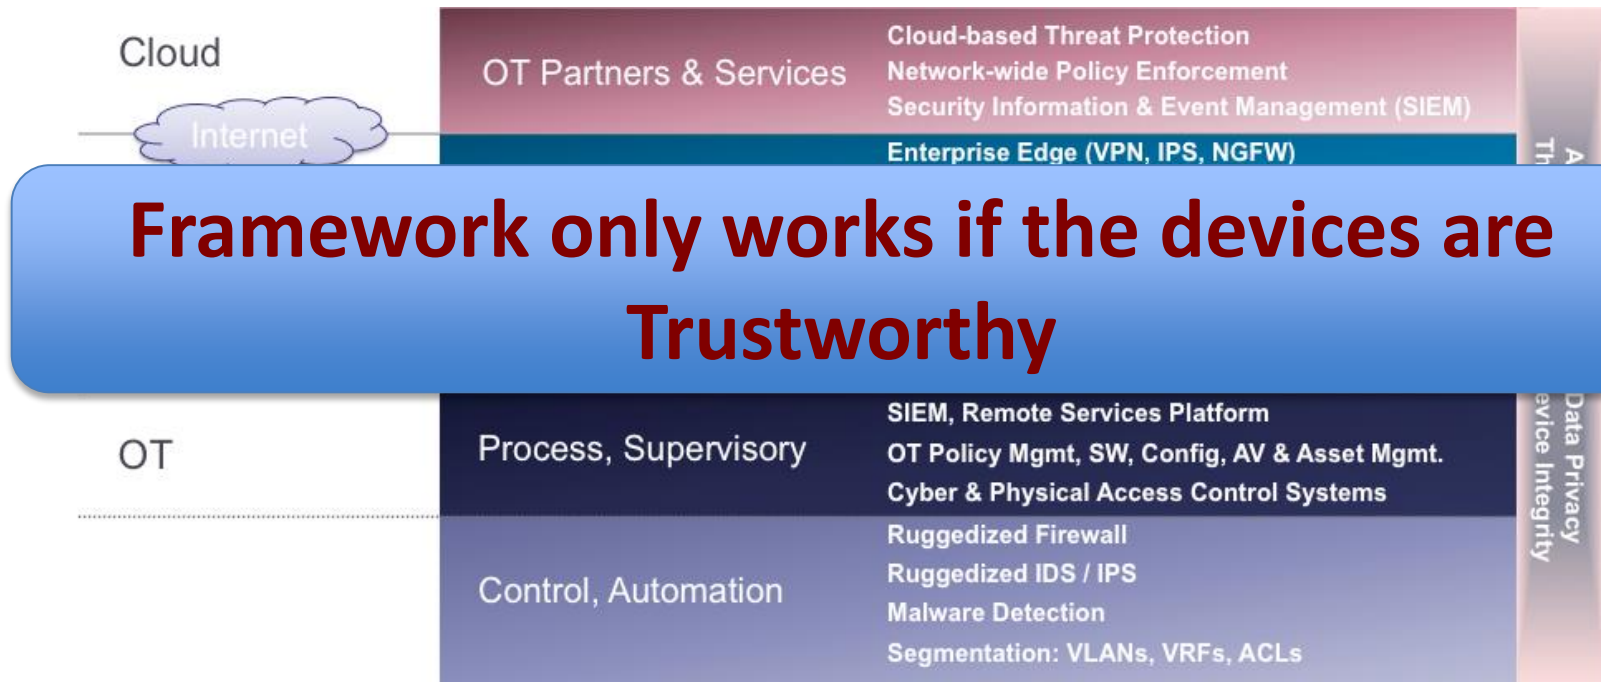 Cloud
Internet
OT Partners & Services
Cloud-based Threat Protection
Network-wide Policy Enforcement
Security Information & Event Management (SIEM)
Enterprise Edge (VPN, IPS, NGFW)
Framework only works if the devices are
Trustworthy
OT
Process, Supervisory
SIEM, Remote Services Platform
OT Policy Mgmt, SW, Config, AV & Asset Mgmt.
Cyber & Physical Access Control Systems
Control, Automation
Ruggedized Firewall
Ruggedized IDS / IPS
Malware Detection
Segmentation: VLANs, VRFs, ACLs
Data Privacy
Integrity